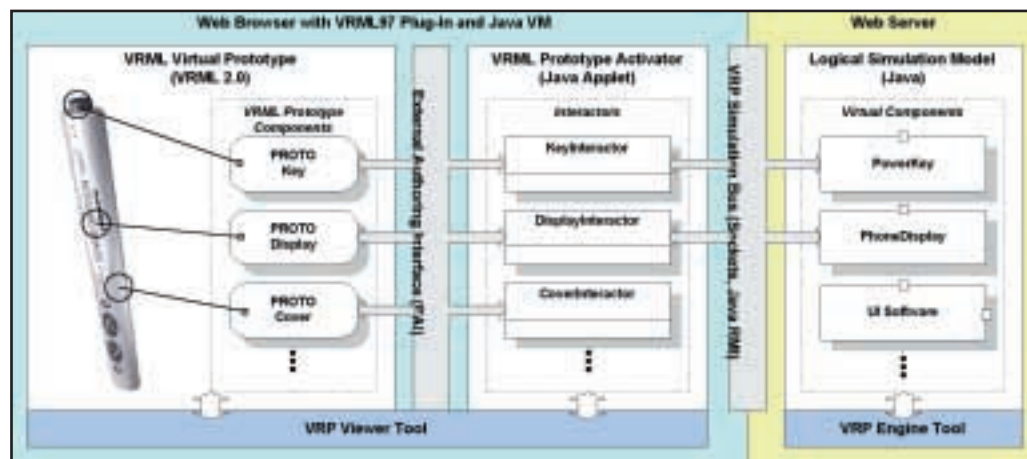 Web Browser with VRML97 Plug-In and Java VM
Web Server
VRML Virtual Prototype
(VRML 2.0)
VRML Prototype
Components
PROTO
Key
PROTO
Display
PROTO
Cover
External Authoring Interface (EAI)
VRML Prototype Activator
(Java Applet)
Interactors
KeyInteractor
DisplayInteractor
CoverInteractor
VRP Simulation Bus (Sockets, Java RMI)
Logical Simulation Model
(Java)
Virtual Components
PowerKey
PhoneDisplay
UI Software
VRP Viewer Tool
VRP Engine Tool